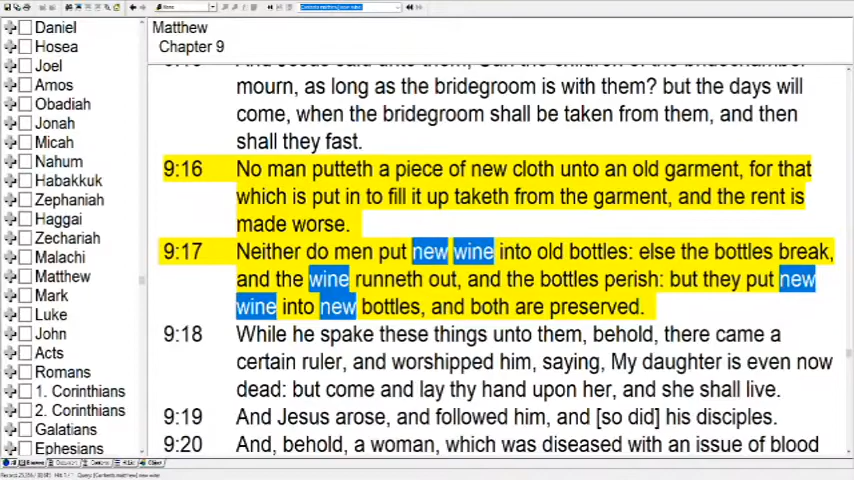 Matthew
Chapter 9
Daniel
Hosea
Joel
Amos
Obadiah
Jonah
Micah
Nahum
Habakkuk
Zephaniah
Haggai
Zechariah
Malachi
Matthew
Mark
Luke
John
Acts
Romans
1. Corinthians
2. Corinthians
Galatians
Ephesians
mourn, as long as the bridegroom is with them? but the days will
come, when the bridegroom shall be taken from them, and then
shall they fast.
9:16 No man putteth a piece of new cloth unto an old garment, for that
which is put in to fill it up taketh from the garment, and the rent is
made worse.
9:17 Neither do men put new wine into old bottles: else the bottles break,
and the wine runneth out, and the bottles perish: but they put new
wine into new bottles, and both are preserved.
9:18 While he spake these things unto them, behold, there came a
certain ruler, and worshipped him, saying, My daughter is even now
dead: but come and lay thy hand upon her, and she shall live.
9:19 And Jesus arose, and followed him, and [so did] his disciples.
9:20 And, behold, a woman, which was diseased with an issue of blood